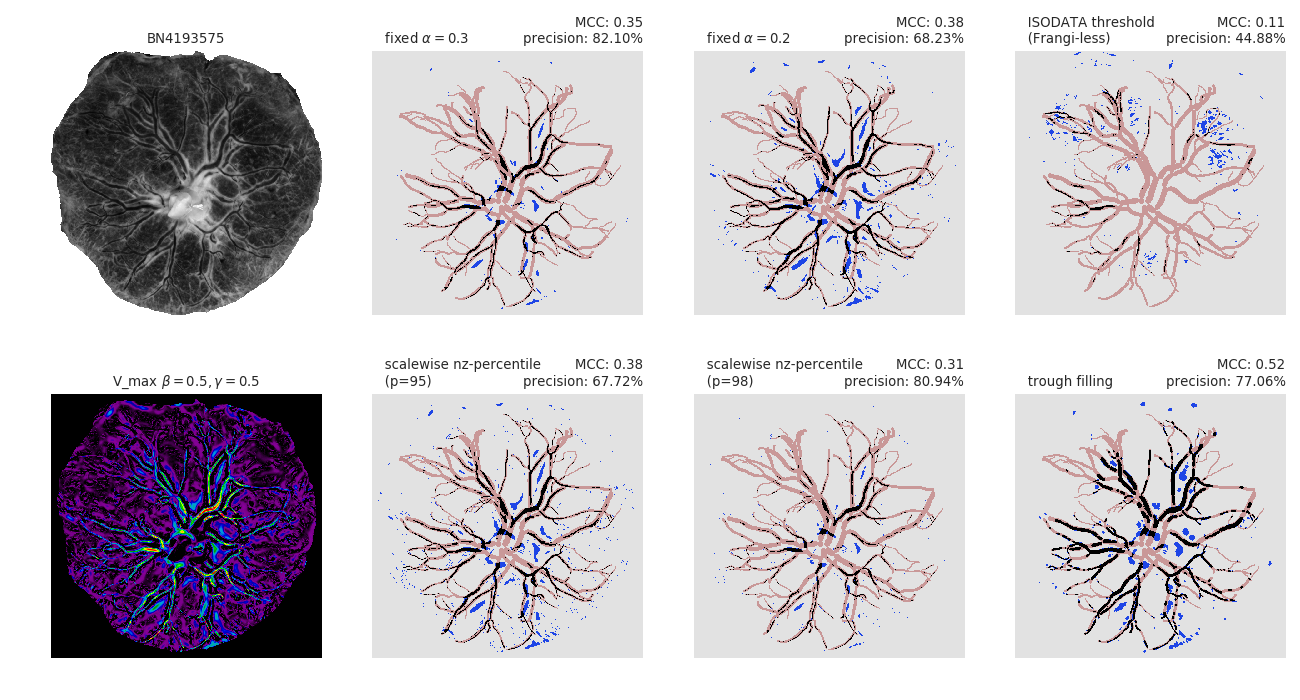 BN4193575
MCC: 0.35
fixed α = 0.3 precision: 82.10%
MCC: 0.38
fixed α = 0.2 precision: 68.23%
ISODATA threshold MCC: 0.11
(Frangi-less) precision: 44.88%
V_max β = 0.5, γ = 0.5
scalewise nz-percentile MCC: 0.38
(p=95) precision: 67.72%
scalewise nz-percentile MCC: 0.31
(p=98) precision: 80.94%
MCC: 0.52
trough filling precision: 77.06%